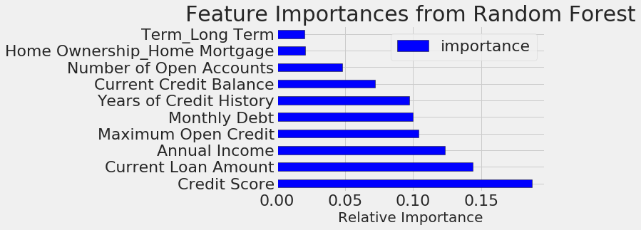 Feature Importances from Random Forest
Term_Long Term
Home Ownership_Home Mortgage
Number of Open Accounts
Current Credit Balance
Years of Credit History
Monthly Debt
Maximum Open Credit
Annual Income
Current Loan Amount
Credit Score
importance
0.00 0.05 0.10 0.15
Relative Importance